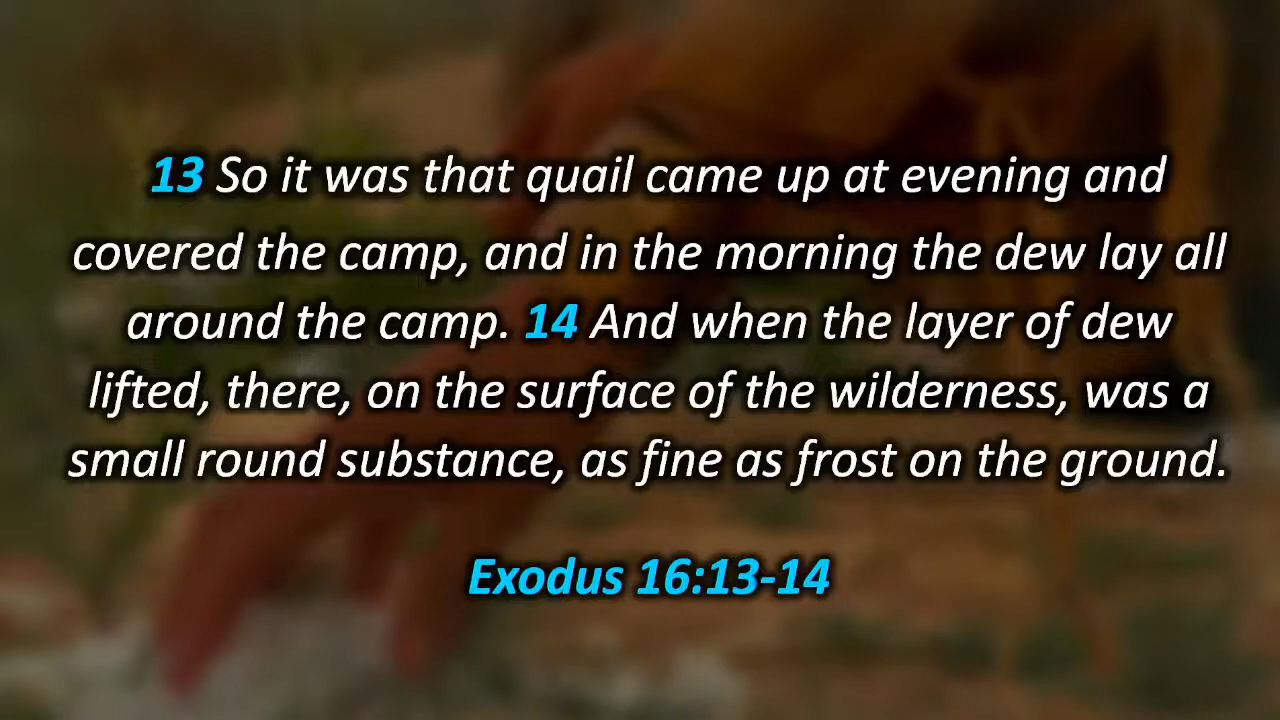 13 So it was that quail came up at evening and
covered the camp, and in the morning the dew lay all
around the camp. 14 And when the layer of dew
lifted, there, on the surface of the wilderness, was a
small round substance, as fine as frost on the ground.
Exodus 16:13-14